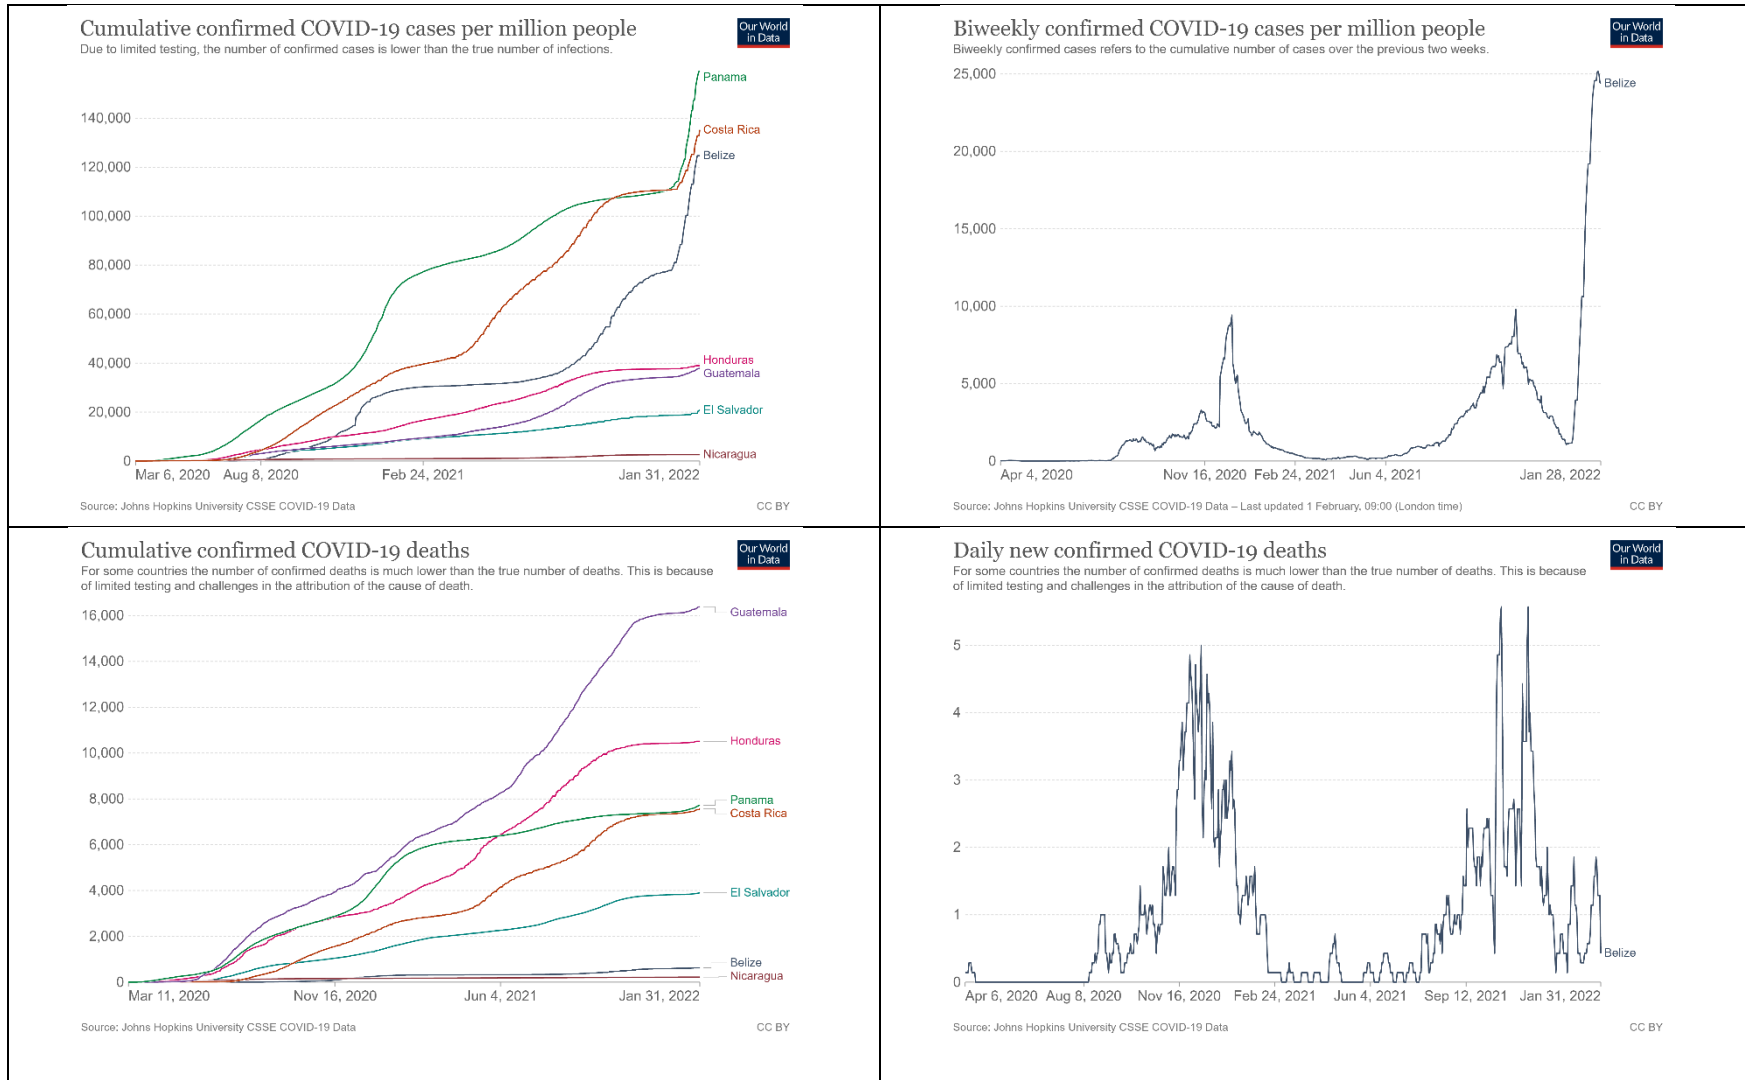 Cumulative confirmed COVID-19 cases per million people
Due to limited testing, the number of confirmed cases is lower than the true number of infections.
Our World
in Data
Panama
140,000
Costa Rica
120,000
Belize
100,000
80,000
60,000
40,000
Honduras
Guatemala
20,000
El Salvador
Nicaragua
0
Mar 6, 2020 Aug 8, 2020 Feb 24, 2021 Jan 31, 2022
Source: Johns Hopkins University CSSE COVID-19 Data CC BY
Biweekly confirmed COVID-19 cases per million people
Biweekly confirmed cases refers to the cumulative number of cases over the previous two weeks.
Our World
in Data
25,000
Belize
20,000
15,000
10,000
5,000
0
Apr 4, 2020 Nov 16, 2020 Feb 24, 2021 Jun 4, 2021 Jan 28, 2022
Source: Johns Hopkins University CSSE COVID-19 Data – Last updated 1 February, 09:00 (London time) CC BY
Cumulative confirmed COVID-19 deaths
For some countries the number of confirmed deaths is much lower than the true number of deaths. This is because
of limited testing and challenges in the attribution of the cause of death.
Our World
in Data
16,000
Guatemala
14,000
12,000
Honduras
10,000
8,000
Panama
Costa Rica
6,000
4,000
El Salvador
2,000
Belize
Nicaragua
0
Mar 11, 2020 Nov 16, 2020 Jun 4, 2021 Jan 31, 2022
Source: Johns Hopkins University CSSE COVID-19 Data CC BY
Daily new confirmed COVID-19 deaths
For some countries the number of confirmed deaths is much lower than the true number of deaths. This is because
of limited testing and challenges in the attribution of the cause of death.
Our World
in Data
5
4
3
2
1
Belize
0
Apr 6, 2020 Aug 8, 2020 Nov 16, 2020 Feb 24, 2021 Jun 4, 2021 Sep 12, 2021 Jan 31, 2022
Source: Johns Hopkins University CSSE COVID-19 Data CC BY